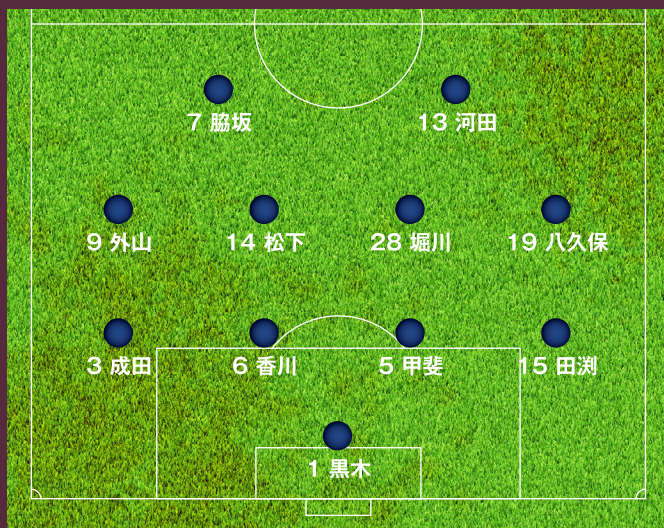 7 脇坂
13 河田
9 外山
14 松下
28 堀川
19 八久保
3 成田
6 香川
5 甲斐
15 田渕
1 黒木